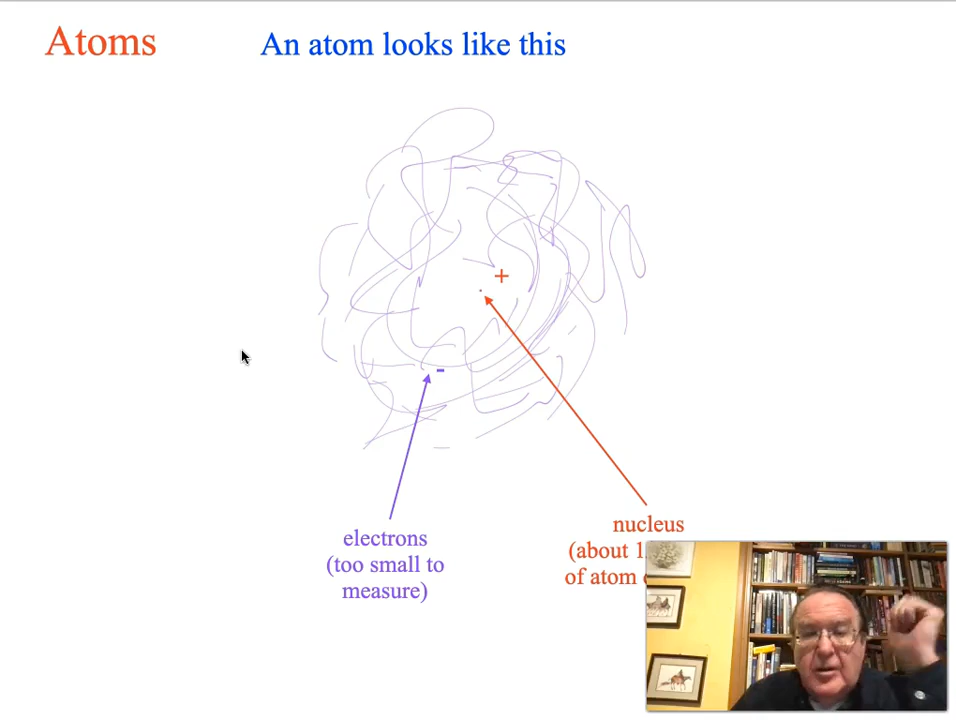 Atoms
An atom looks like this
+
-
electrons
(too small to
measure)
nucleus
(about 1
of atom